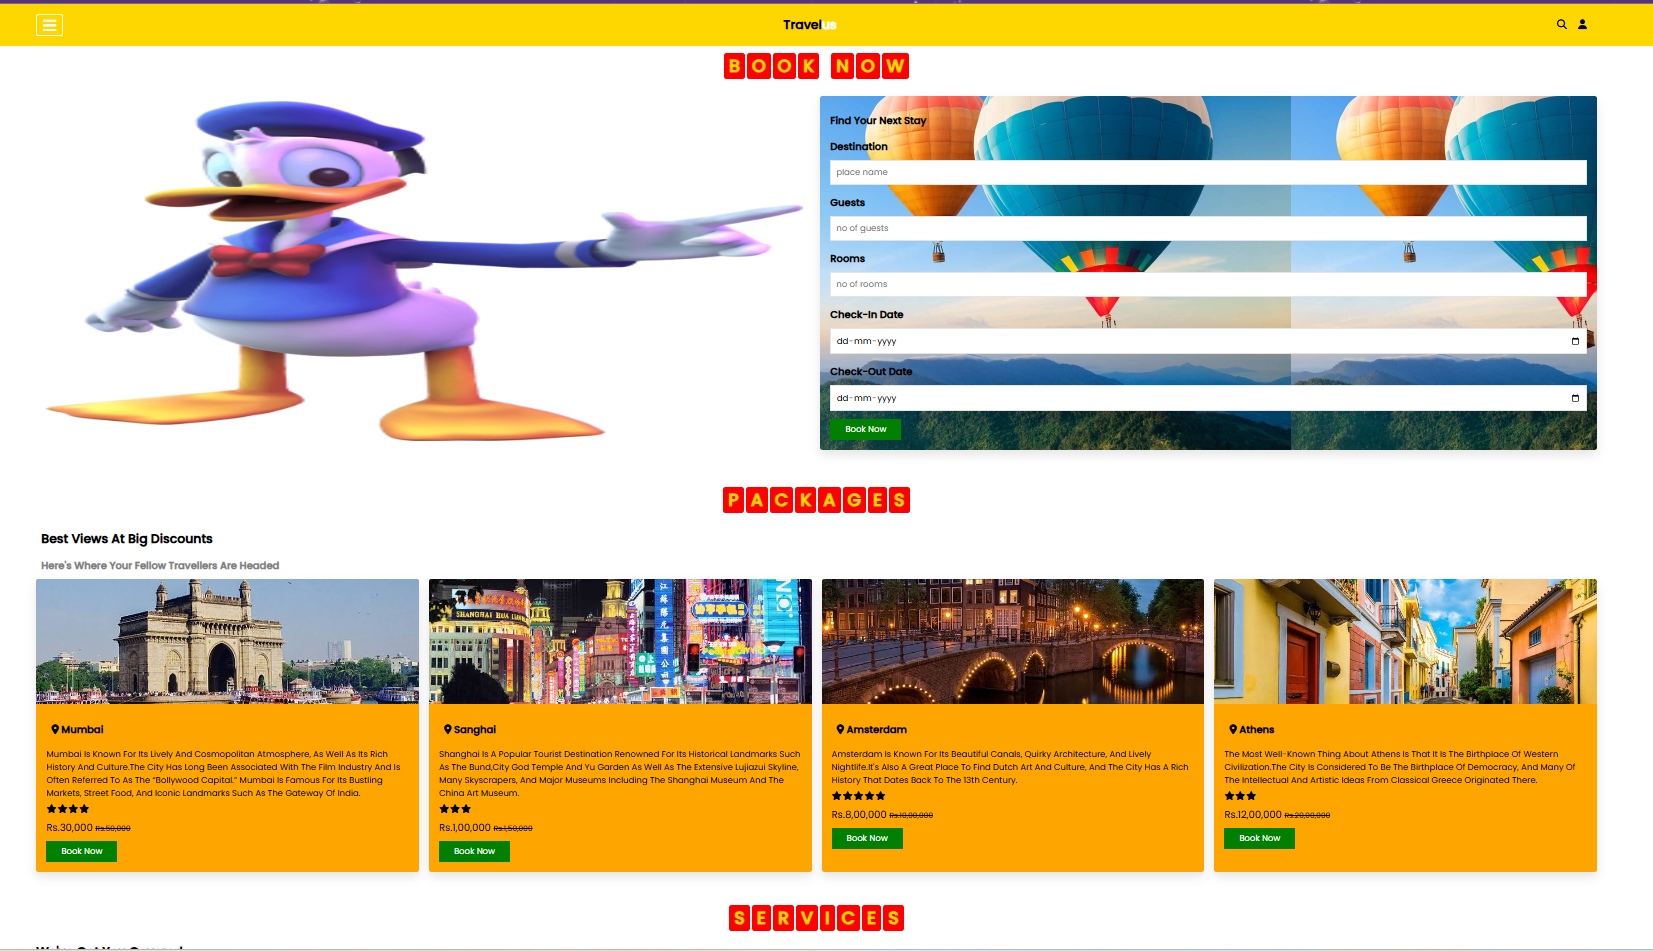 Travelus
BOOK NOW
Find Your Next Stay
Destination
place name
Guests
no of guests
Rooms
no of rooms
Check-In Date
dd-mm-yyyy
Check-Out Date
dd-mm-yyyy
Book Now
PACKAGES
Best Views At Big Discounts
Here's Where Your Fellow Travellers Are Headed
SHANGHAI HUA LIAN
Mumbai
Mumbai Is Known For Its Lively And Cosmopolitan Atmosphere, As Well As Its Rich
History And Culture.The City Has Long Been Associated With The Film Industry And Is
Often Referred To As The “Bollywood Capital.” Mumbai Is Famous For Its Bustling
Markets, Street Food, And Iconic Landmarks Such As The Gateway Of India.
Rs.30,000 Rs.50,000
Book Now
Sanghai
Shanghai Is A Popular Tourist Destination Renowned For Its Historical Landmarks Such
As The Bund,City God Temple And Yu Garden As Well As The Extensive Lujiazui Skyline,
Many Skyscrapers, And Major Museums Including The Shanghai Museum And The
China Art Museum.
Rs.1,00,000 Rs.1,50,000
Book Now
Amsterdam
Amsterdam Is Known For Its Beautiful Canals, Quirky Architecture, And Lively
Nightlife.It's Also A Great Place To Find Dutch Art And Culture, And The City Has A Rich
History That Dates Back To The 13th Century.
Rs.8,00,000 Rs.10,00,000
Book Now
Athens
The Most Well-Known Thing About Athens Is That It Is The Birthplace Of Western
Civilization.The City Is Considered To Be The Birthplace Of Democracy, And Many Of
The Intellectual And Artistic Ideas From Classical Greece Originated There.
Rs.12,00,000 Rs.20,00,000
Book Now
SERVICES